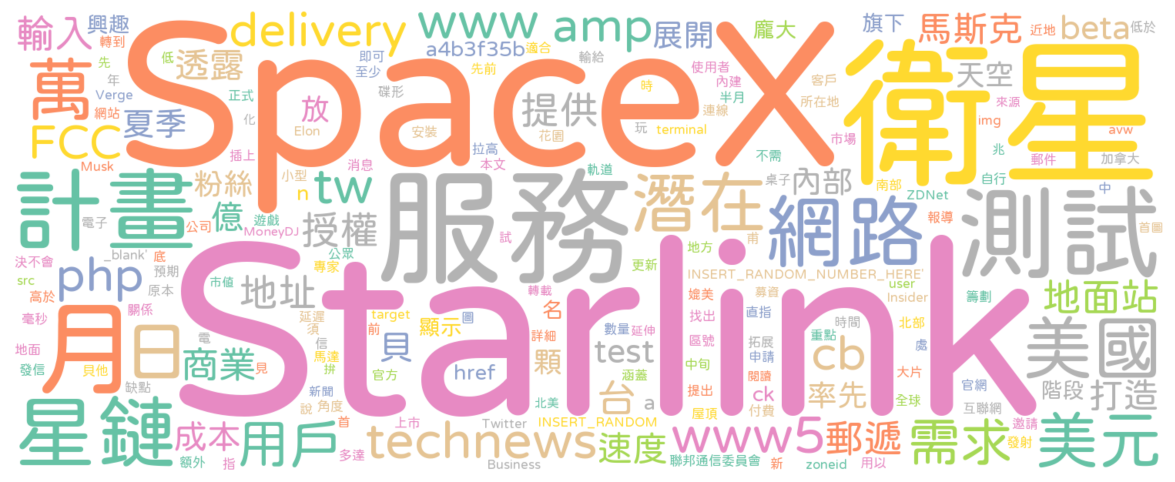 SpaceX
Starlink
衛星
服務
測試
計畫
月
日
萬
網路
潛在
美國
星鏈
用戶
technews
www5
郵遞
需求
美元
地面站
打造
階段
速度
成本
商業
地址
授權
提供
透露
夏季
FCC
輸入
興趣
delivery
www
amp
展開
龐大
旗下
馬斯克
beta
天空
內部
粉絲
億
tw
n
php
放
貝
顯示
href
顆
台
test
a
cb
ck
率先
名
a4b3f35b
適合
即可
至少
先前
輸給
使用者
內建
半月
連線
時
terminal
玩
花園
安裝
拉高
本文
軌道
消息
小型
碟形
低
正式
化
插上
Elon
Musk
Verge
網站
年
先
轉到
近地
低於
客戶
所在地
市場
不需
桌子
來源
img
兆
avw
郵件
加拿大
自行
ZDNet
南部
中
報導
首圖
電子
公司
遊戲
MoneyDJ
公眾
試
_blank'
底
預期
原本
決不會
src
高於
毫秒
關係
地面
發信
貝他
缺點
電
見
市值
專家
延遲
須
信
馬達
拚
target
圖
前
官方
新聞
說
角度
首
上市
多達
額外
指
Twitter
Business
北美
INSERT_RANDOM
INSERT_RANDOM_NUMBER_HERE'
轉載
更新
地方
甫
詳細
數量
延伸
涵蓋
募資
媲美
找出
區號
中旬
提出
屋頂
直指
拓展
申請
閱讀
付費
時間
重點
user
Insider
籌劃
北部
處
大片
官網
全球
互聯網
邀請
發射
聯邦通信委員會
新
zoneid
用以